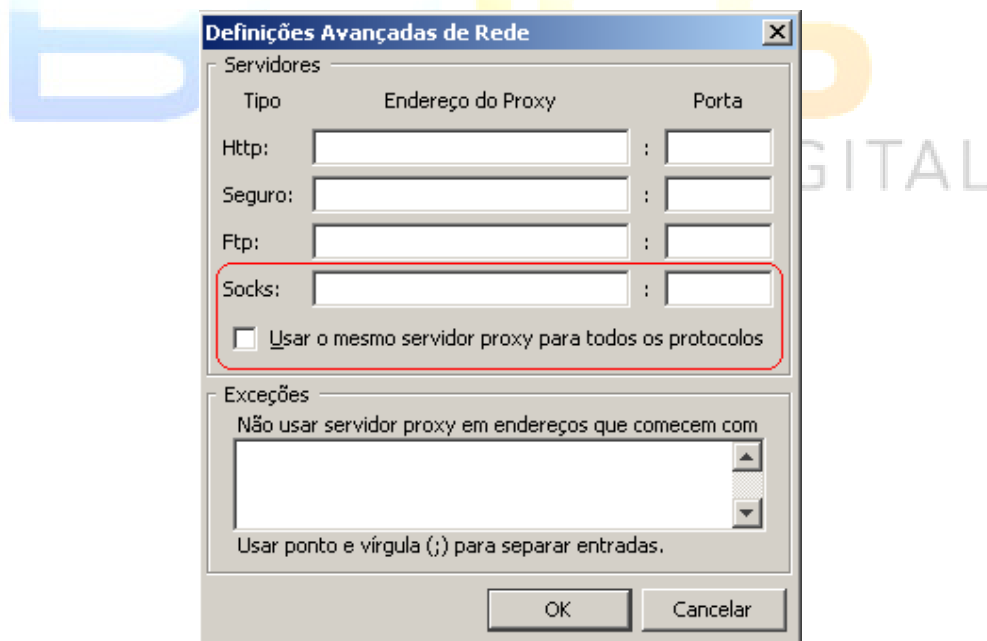 Definições Avançadas de Rede
Servidores
Tipo Endereço do Proxy Porta
Http: :
Seguro: :
Ftp: :
Socks: :
Usar o mesmo servidor proxy para todos os protocolos
Exceções
Não usar servidor proxy em endereços que comecem com
Usar ponto e vírgula (;) para separar entradas.
OK Cancelar
GITAL